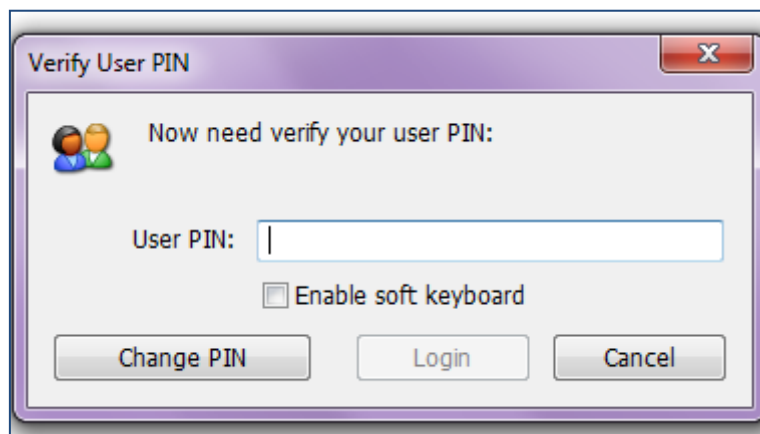 Verify User PIN
Now need verify your user PIN:
User PIN:
Enable soft keyboard
Change PIN Login Cancel